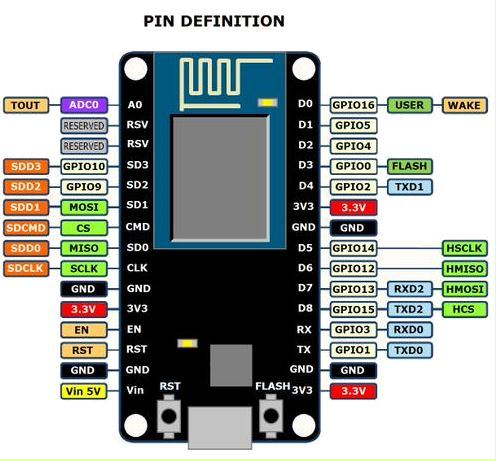 PIN DEFINITION
TOUT ADC0 A0 D0 GPIO16 USER WAKE
RESERVED RSV D1 GPIO5
RESERVED RSV D2 GPIO4
SDD3 GPIO10 SD3 D3 GPIO0 FLASH
SDD2 GPIO9 SD2 D4 GPIO2 TXD1
SDD1 MOSI SD1 3V3 3.3V
SDCMD CS CMD GND GND
SDD0 MISO SD0 D5 GPIO14 HSCLK
SDCLK SCLK CLK D6 GPIO12 HMISO
GND GND D7 GPIO13 RXD2 HMOSI
3.3V 3V3 D8 GPIO15 TXD2 HCS
EN EN RX GPIO3 RXD0
RST RST TX GPIO1 TXD0
GND GND GND GND
Vin 5V Vin RST FLASH 3V3 3.3V